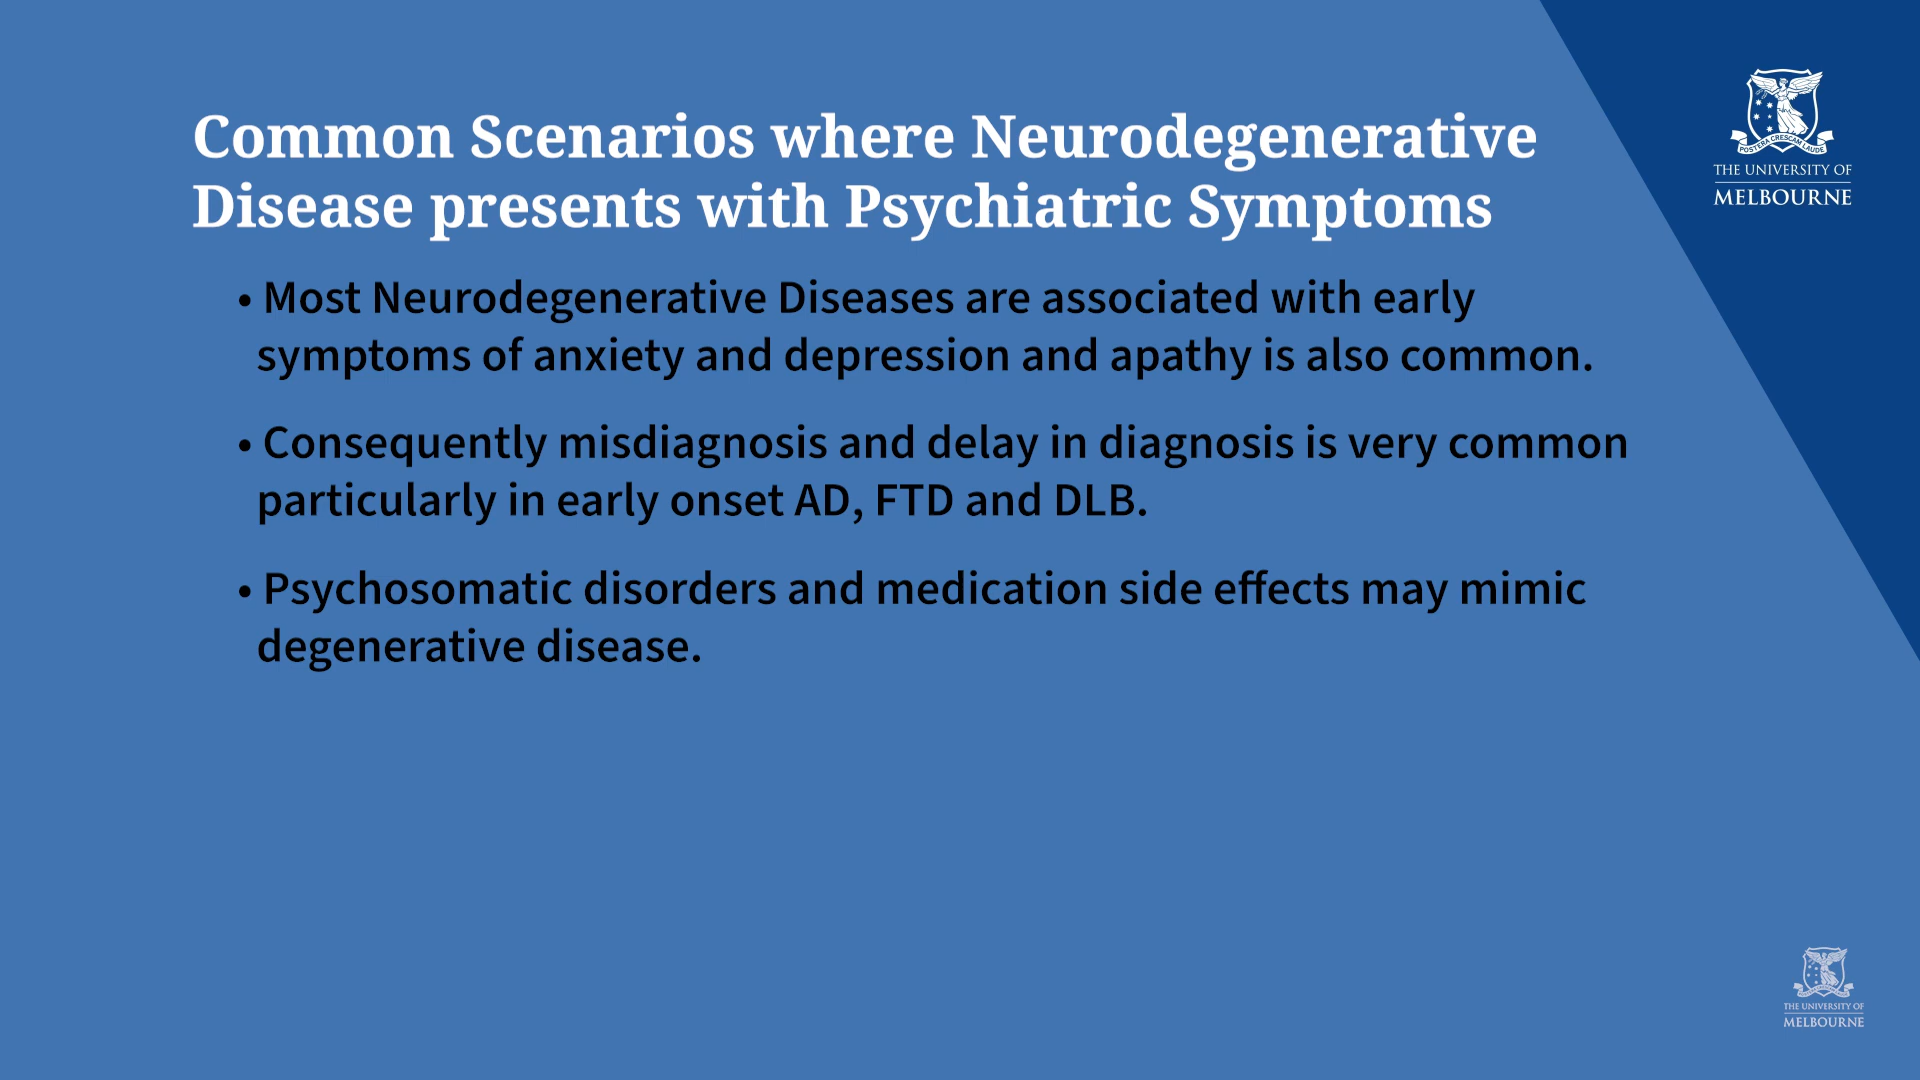 Common Scenarios where Neurodegenerative
Disease presents with Psychiatric Symptoms
• Most Neurodegenerative Diseases are associated with early
symptoms of anxiety and depression and apathy is also common.
• Consequently misdiagnosis and delay in diagnosis is very common
particularly in early onset AD, FTD and DLB.
• Psychosomatic disorders and medication side effects may mimic
degenerative disease.
POSTERA CRESCAM LAUDE
THE UNIVERSITY OF
MELBOURNE
THE UNIVERSITY OF
MELBOURNE